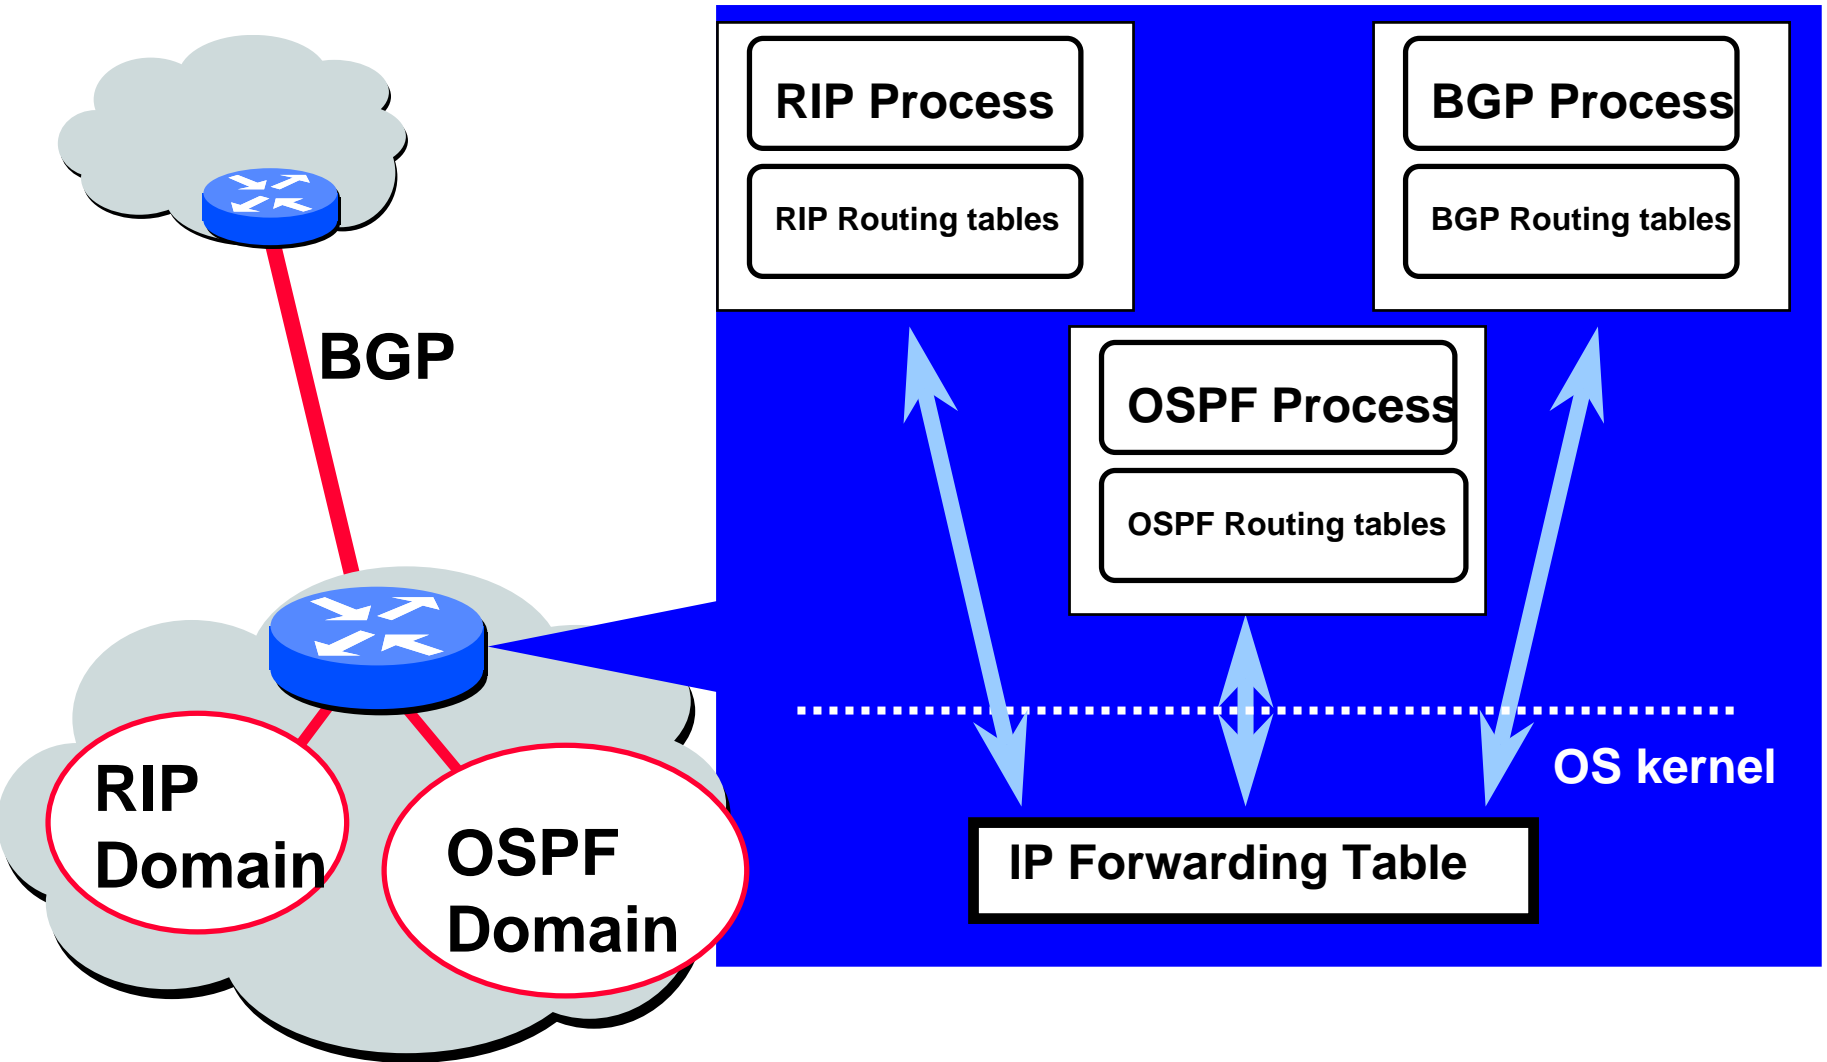 RIP Process
RIP Routing tables
BGP Process
BGP Routing tables
BGP
OSPF Process
OSPF Routing tables
OS kernel
IP Forwarding Table
RIP
Domain
OSPF
Domain